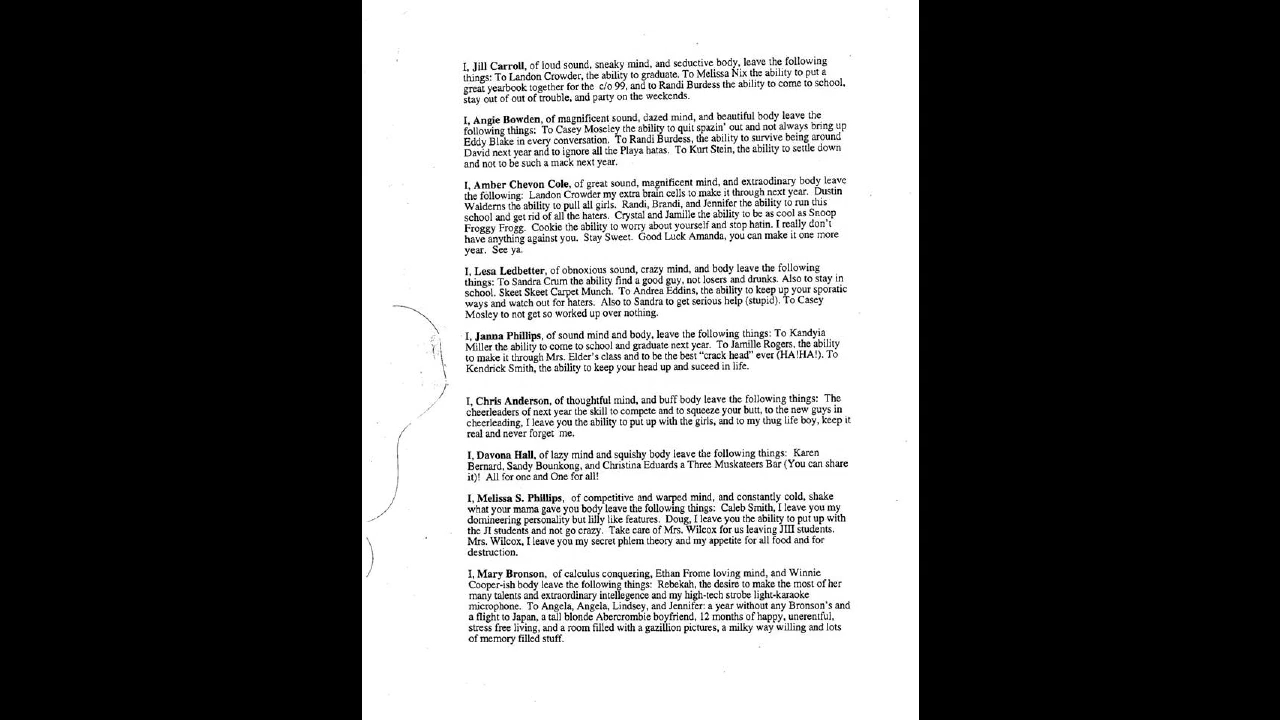 I, Jill Carroll, of loud sound, sneaky mind, and seductive body, leave the following
things: To Landon Crowder, the ability to graduate. To Melissa Nix the ability to put a
great yearbook together for the c/o 99, and to Randi Burdess the ability to come to school,
stay out of out of trouble, and party on the weekends.
I, Angie Bowden, of magnificent sound, dazed mind, and beautiful body leave the
following things: To Casey Moseley the ability to quit spazin' out and not always bring up
Eddy Blake in every conversation. To Randi Burdess, the ability to survive being around
David next year and to ignore all the Playa hatas. To Kurt Stein, the ability to settle down
and not to be such a mack next year.
I, Amber Chevon Cole, of great sound, magnificent mind, and extraodinary body leave
the following: Landon Crowder my extra brain cells to make it through next year. Dustin
Walderns the ability to pull all girls. Randi, Brandi, and Jennifer the ability to run this
school and get rid of all the haters. Crystal and Jamille the ability to be as cool as Snoop
Froggy Frogg. Cookie the ability to worry about yourself and stop hatin. I really don't
have anything against you. Stay Sweet. Good Luck Amanda, you can make it one more
year. See ya.
I, Lesa Ledbetter, of obnoxious sound, crazy mind, and body leave the following
things: To Sandra Crum the ability find a good guy, not losers and drunks. Also to stay in
school. Skeet Skeet Carpet Munch. To Andrea Eddins, the ability to keep up your sporatic
ways and watch out for haters. Also to Sandra to get serious help (stupid). To Casey
Mosley to not get so worked up over nothing.
I, Janna Phillips, of sound mind and body, leave the following things: To Kandyia
Miller the ability to come to school and graduate next year. To Jamille Rogers, the ability
to make it through Mrs. Elder's class and to be the best "crack head" ever (HA!HA!). To
Kendrick Smith, the ability to keep your head up and suceed in life.
I, Chris Anderson, of thoughtful mind, and buff body leave the following things: The
cheerleaders of next year the skill to compete and to squeeze your butt, to the new guys in
cheerleading, I leave you the ability to put up with the girls, and to my thug life boy, keep it
real and never forget me.
I, Davona Hall, of lazy mind and squishy body leave the following things: Karen
Bernard, Sandy Bounkong, and Christina Eduards a Three Muskateers Bar (You can share
it)! All for one and One for all!
I, Melissa S. Phillips, of competitive and warped mind, and constantly cold, shake
what your mama gave you body leave the following things: Caleb Smith, I leave you my
domineering personality but lilly like features. Doug, I leave you the ability to put up with
the JI students and not go crazy. Take care of Mrs. Wilcox for us leaving JIII students.
Mrs. Wilcox, I leave you my secret phlem theory and my appetite for all food and for
destruction.
I, Mary Bronson, of calculus conquering, Ethan Frome loving mind, and Winnie
Cooper-ish body leave the following things: Rebekah, the desire to make the most of her
many talents and extraordinary intellegence and my high-tech strobe light-karaoke
microphone. To Angela, Angela, Lindsey, and Jennifer: a year without any Bronson's and
a flight to Japan, a tall blonde Abercrombie boyfriend, 12 months of happy, unerentful,
stress free living, and a room filled with a gazillion pictures, a milky way willing and lots
of memory filled stuff.